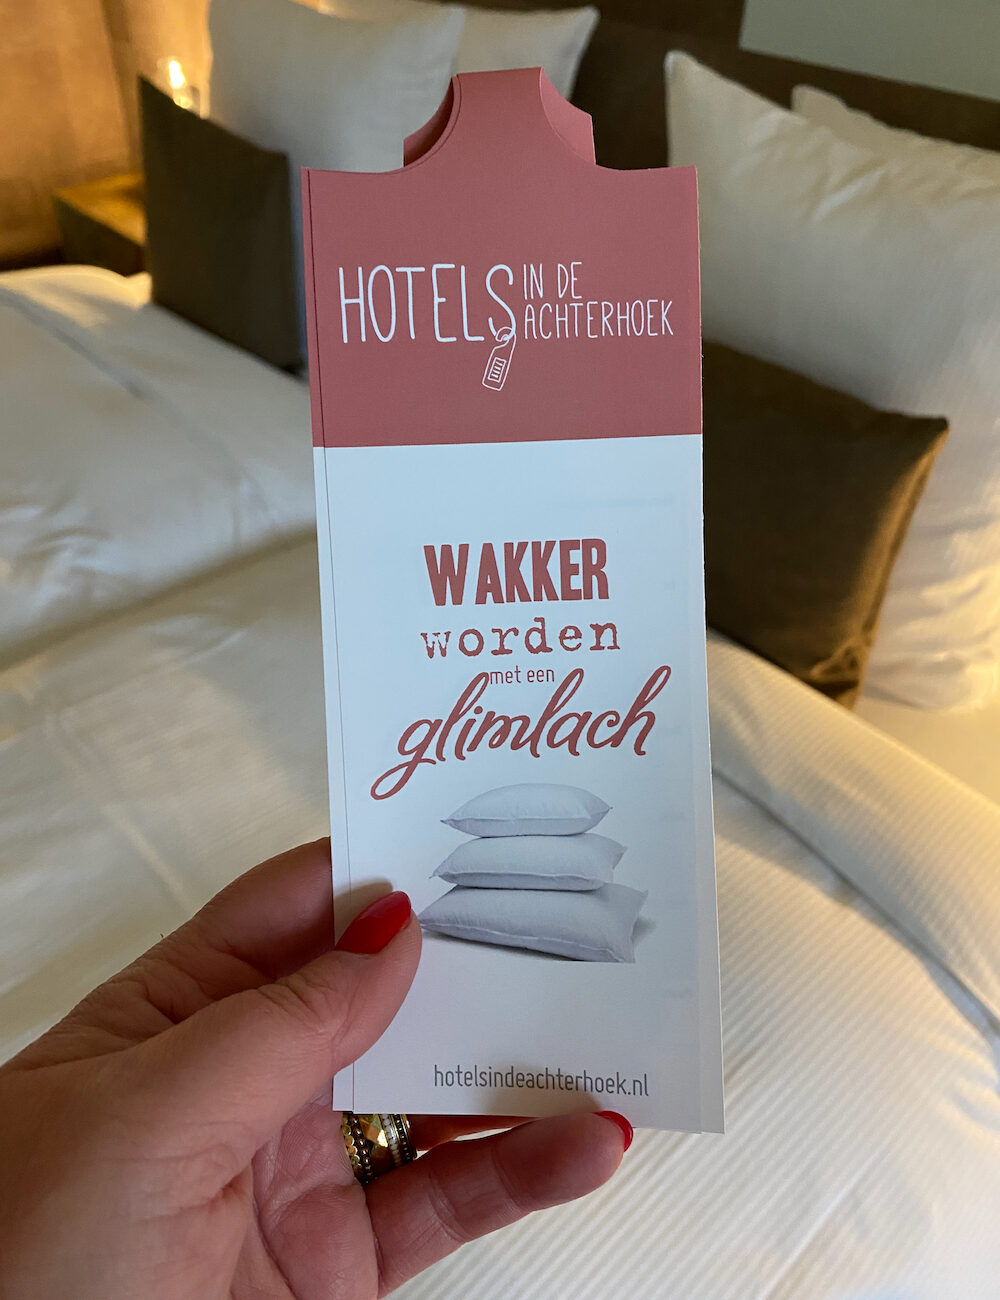 HOTELS IN DE
ACHTERHOEK
WAKKER
worden
met een
glimlach
hotelsindeachterhoek.nl